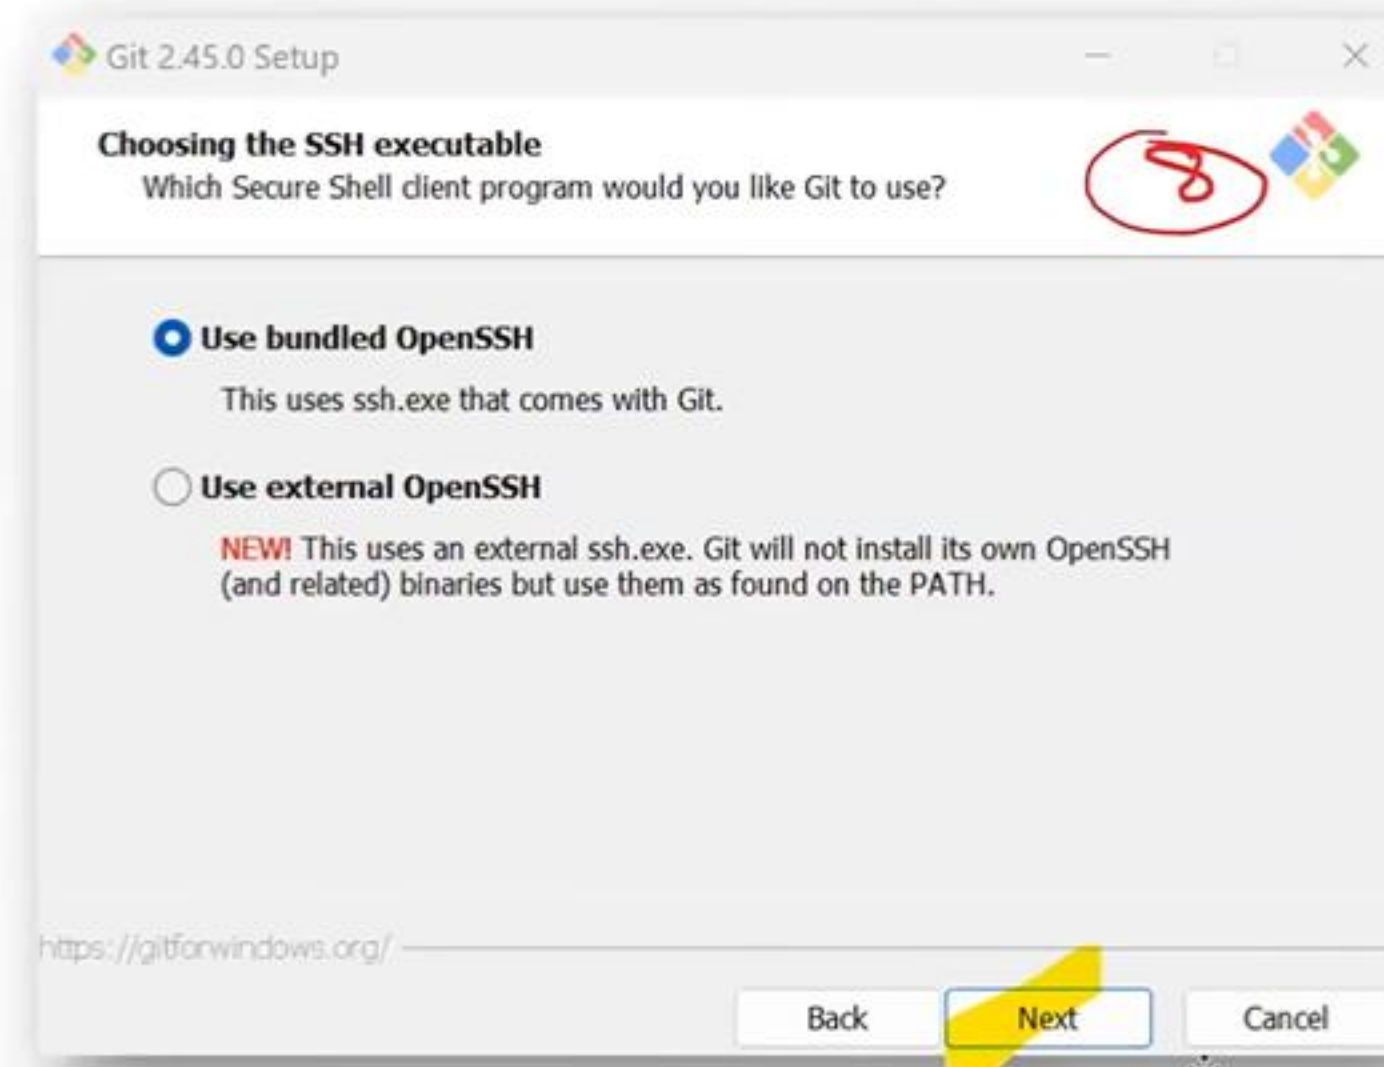 Git 2.45.0 Setup
Choosing the SSH executable
Which Secure Shell client program would you like Git to use?
8
Use bundled OpenSSH
This uses ssh.exe that comes with Git.
Use external OpenSSH
NEW! This uses an external ssh.exe. Git will not install its own OpenSSH
(and related) binaries but use them as found on the PATH.
https://gitforwindows.org/
Back Next Cancel